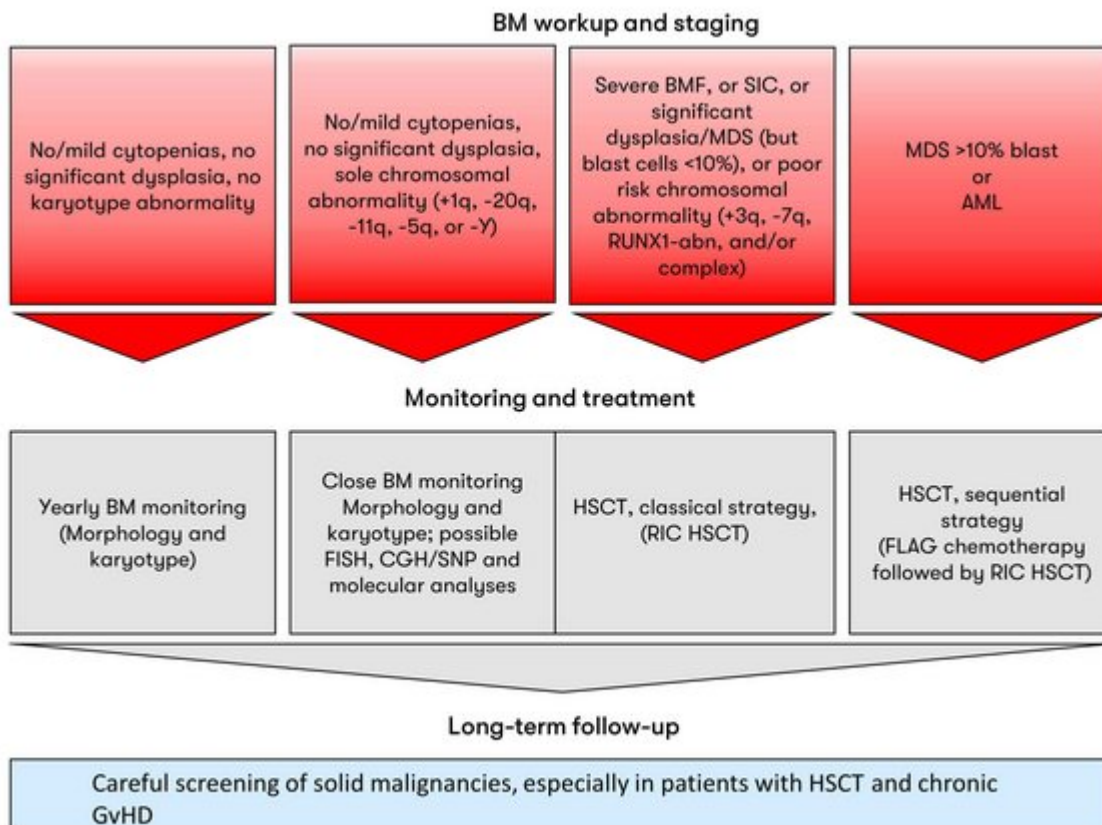 BM workup and staging
No/mild cytopenias, no
significant dysplasia, no
karyotype abnormality
No/mild cytopenias,
no significant dysplasia,
sole chromosomal
abnormality (+1q, -20q,
-11q, -5q, or -Y)
Severe BMF, or SIC, or
significant
dysplasia/MDS (but
blast cells <10%), or poor
risk chromosomal
abnormality (+3q, -7q,
RUNX1-abn, and/or
complex)
MDS >10% blast
or
AML
Monitoring and treatment
Yearly BM monitoring
(Morphology and
karyotype)
Close BM monitoring
Morphology and
karyotype; possible
FISH, CGH/SNP and
molecular analyses
HSCT, classical strategy,
(RIC HSCT)
HSCT, sequential
strategy
(FLAG chemotherapy
followed by RIC HSCT)
Long-term follow-up
Careful screening of solid malignancies, especially in patients with HSCT and chronic
GvHD